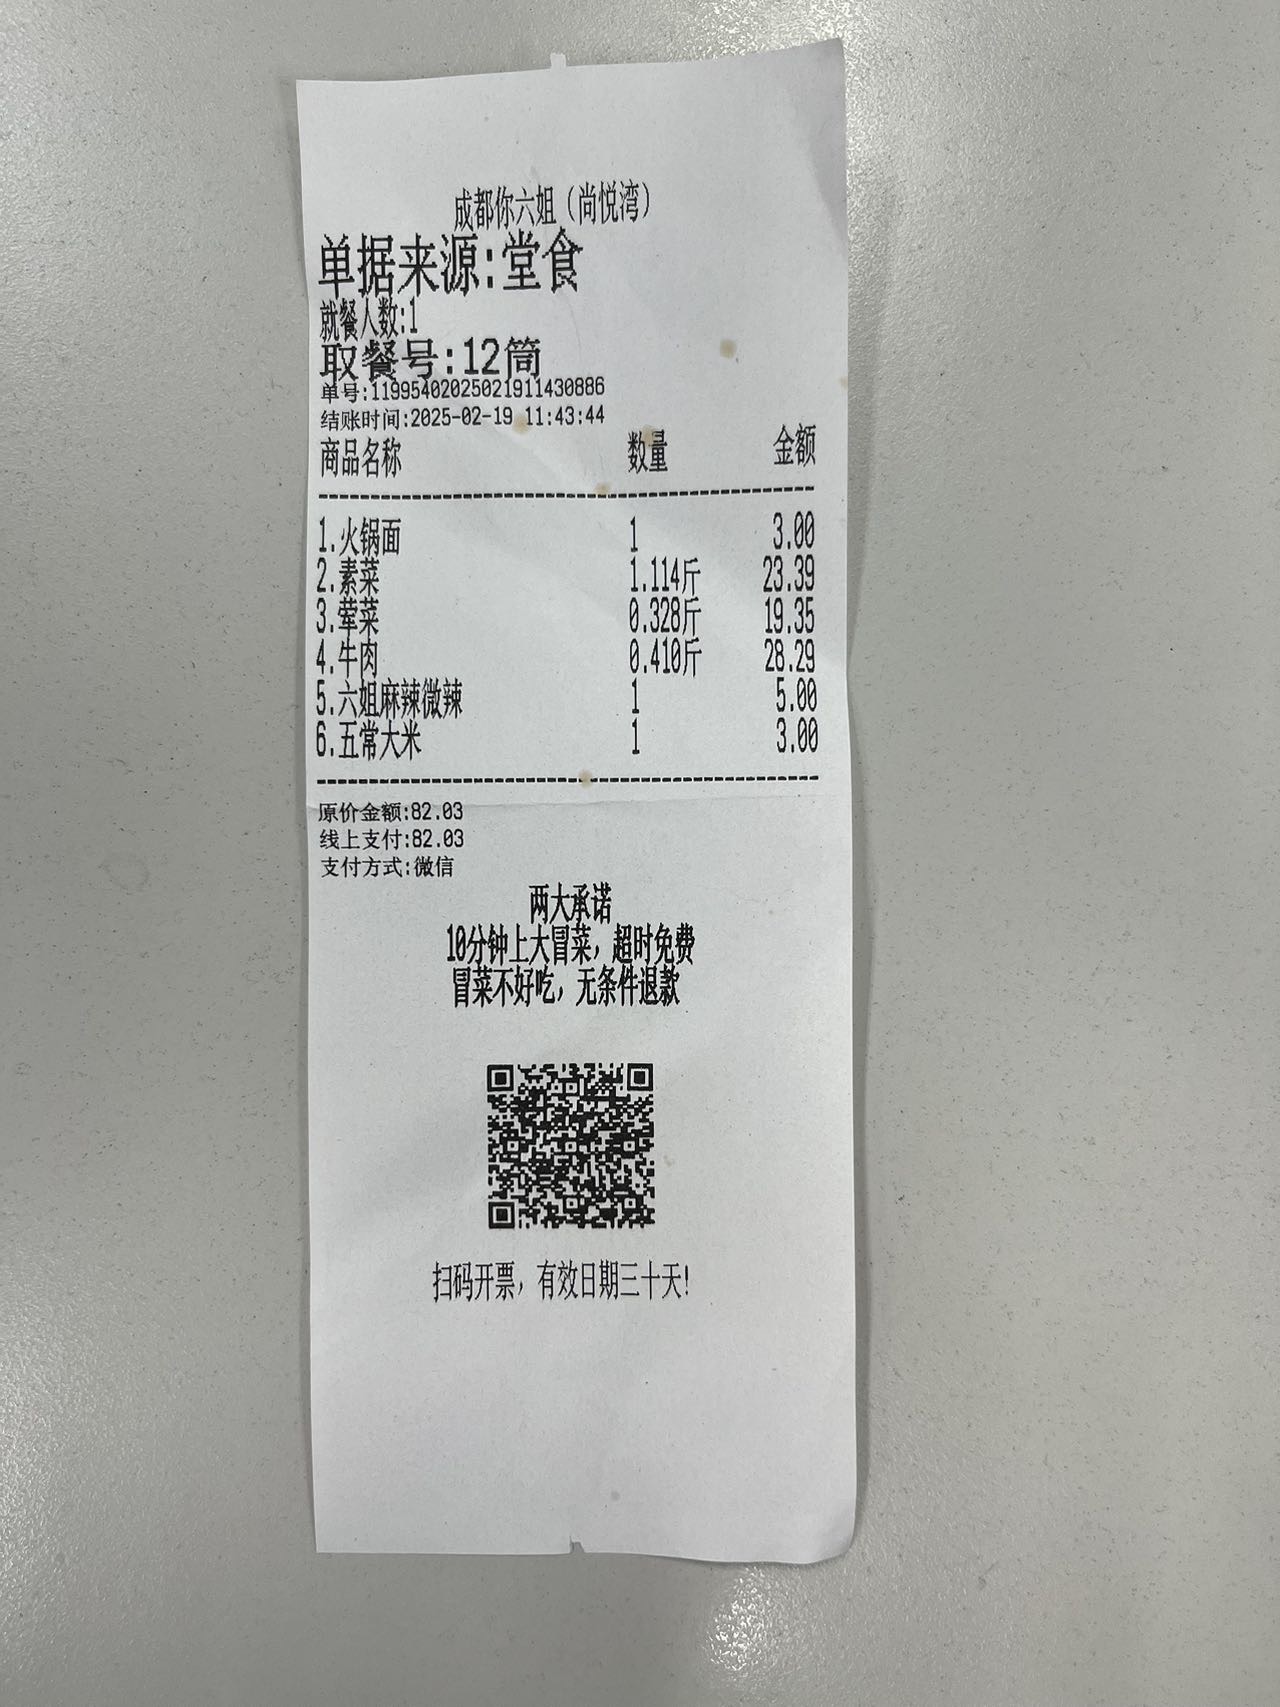 成都你六姐（尚悦湾）
单据来源:堂食
就餐人数:1
取餐号:12筒
单号:11995402025021911430886
结账时间:2025-02-19 11:43:44
商品名称 数量 金额
1.火锅面 1 3.00
2.素菜 1.114斤 23.39
3.荤菜 0.328斤 19.35
4.牛肉 0.410斤 28.29
5.六姐麻辣微辣 1 5.00
6.五常大米 1 3.00
原价金额:82.03
线上支付:82.03
支付方式:微信
两大承诺
10分钟上大冒菜，超时免费
冒菜不好吃，无条件退款
扫码开票，有效日期三十天!